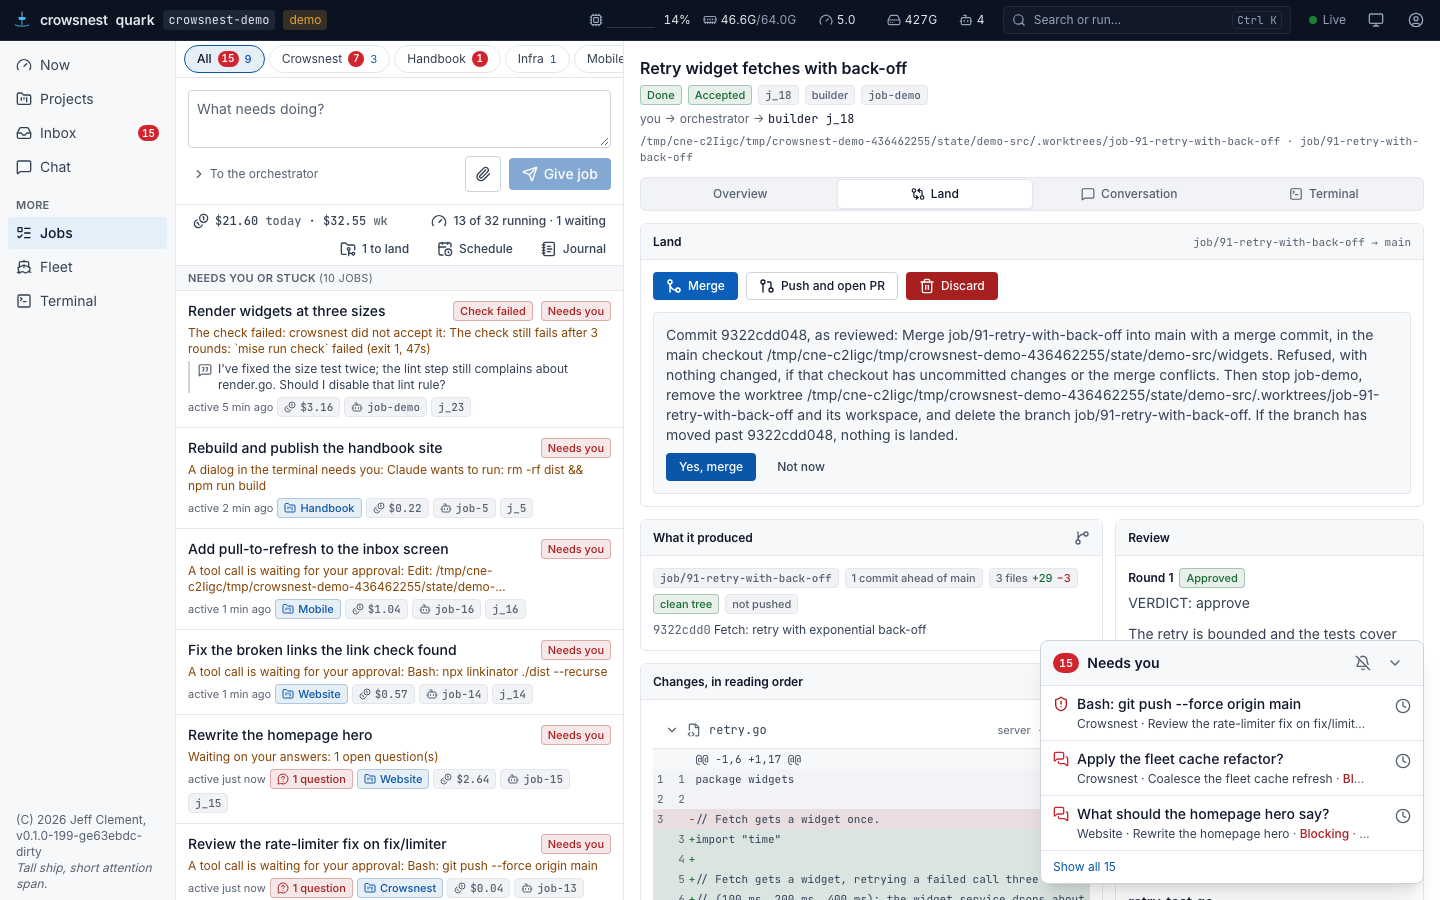 crowsnest quark crowsnest-demo demo 14% 46.6G/64.0G 5.0 427G 4 Search or run... Ctrl K Live
Now
Projects
Inbox 15
Chat
MORE
Jobs
Fleet
Terminal
(C) 2026 Jeff Clement,
v0.1.0-199-ge63ebdc-
dirty
Tall ship, short attention
span.
All 15 9 Crowsnest 7 3 Handbook 1 Infra 1 Mobile
What needs doing?
To the orchestrator Give job
$21.60 today · $32.55 wk 13 of 32 running · 1 waiting
1 to land Schedule Journal
NEEDS YOU OR STUCK (10 JOBS)
Render widgets at three sizes Check failed Needs you
The check failed: crowsnest did not accept it: The check still fails after 3
rounds: `mise run check` failed (exit 1, 47s)
I've fixed the size test twice; the lint step still complains about
render.go. Should I disable that lint rule?
active 5 min ago $3.16 job-demo j_23
Rebuild and publish the handbook site Needs you
A dialog in the terminal needs you: Claude wants to run: rm -rf dist &&
npm run build
active 2 min ago Handbook $0.22 job-5 j_5
Add pull-to-refresh to the inbox screen Needs you
A tool call is waiting for your approval: Edit: /tmp/cne-
c2Iigc/tmp/crowsnest-demo-436462255/state/demo-...
active 1 min ago Mobile $1.04 job-16 j_16
Fix the broken links the link check found Needs you
A tool call is waiting for your approval: Bash: npx linkinator ./dist --recurse
active 1 min ago Website $0.57 job-14 j_14
Rewrite the homepage hero Needs you
Waiting on your answers: 1 open question(s)
active just now 1 question Website $2.64 job-15
j_15
Review the rate-limiter fix on fix/limiter Needs you
A tool call is waiting for your approval: Bash: git push --force origin main
active just now 1 question Crowsnest $0.04 job-13
Retry widget fetches with back-off
Done Accepted j_18 builder job-demo
you → orchestrator → builder j_18
/tmp/cne-c2Iigc/tmp/crowsnest-demo-436462255/state/demo-src/.worktrees/job-91-retry-with-back-off · job/91-retry-with-
back-off
Overview Land Conversation Terminal
Land job/91-retry-with-back-off → main
Merge Push and open PR Discard
Commit 9322cdd048, as reviewed: Merge job/91-retry-with-back-off into main with a merge commit, in the
main checkout /tmp/cne-c2Iigc/tmp/crowsnest-demo-436462255/state/demo-src/widgets. Refused, with
nothing changed, if that checkout has uncommitted changes or the merge conflicts. Then stop job-demo,
remove the worktree /tmp/cne-c2Iigc/tmp/crowsnest-demo-436462255/state/demo-src/.worktrees/job-91-
retry-with-back-off and its workspace, and delete the branch job/91-retry-with-back-off. If the branch has
moved past 9322cdd048, nothing is landed.
Yes, merge Not now
What it produced
job/91-retry-with-back-off 1 commit ahead of main 3 files +29 −3
clean tree not pushed
9322cdd0 Fetch: retry with exponential back-off
Review
Round 1 Approved
VERDICT: approve
The retry is bounded and the tests cover
Changes, in reading order
retry.go server
@@ -1,6 +1,17 @@
1 1 package widgets
2 2
3 -// Fetch gets a widget once.
3 +import "time"
4 +
5 +// Fetch gets a widget, retrying a failed call three
6 +// (100 ms, 200 ms, 400 ms); the widget service drops about
15 Needs you
Bash: git push --force origin main
Crowsnest · Review the rate-limiter fix on fix/limit...
Apply the fleet cache refactor?
Crowsnest · Coalesce the fleet cache refresh · Bl...
What should the homepage hero say?
Website · Rewrite the homepage hero · Blocking · ...
Show all 15